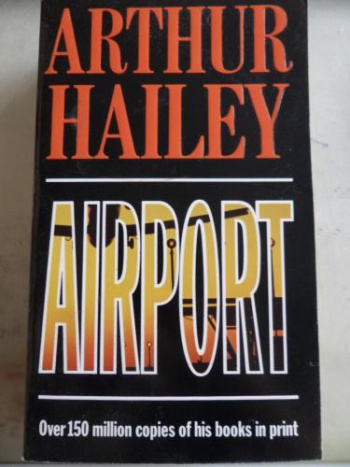 ARTHUR
HAILEY
AIRPORT
Over 150 million copies of his books in print